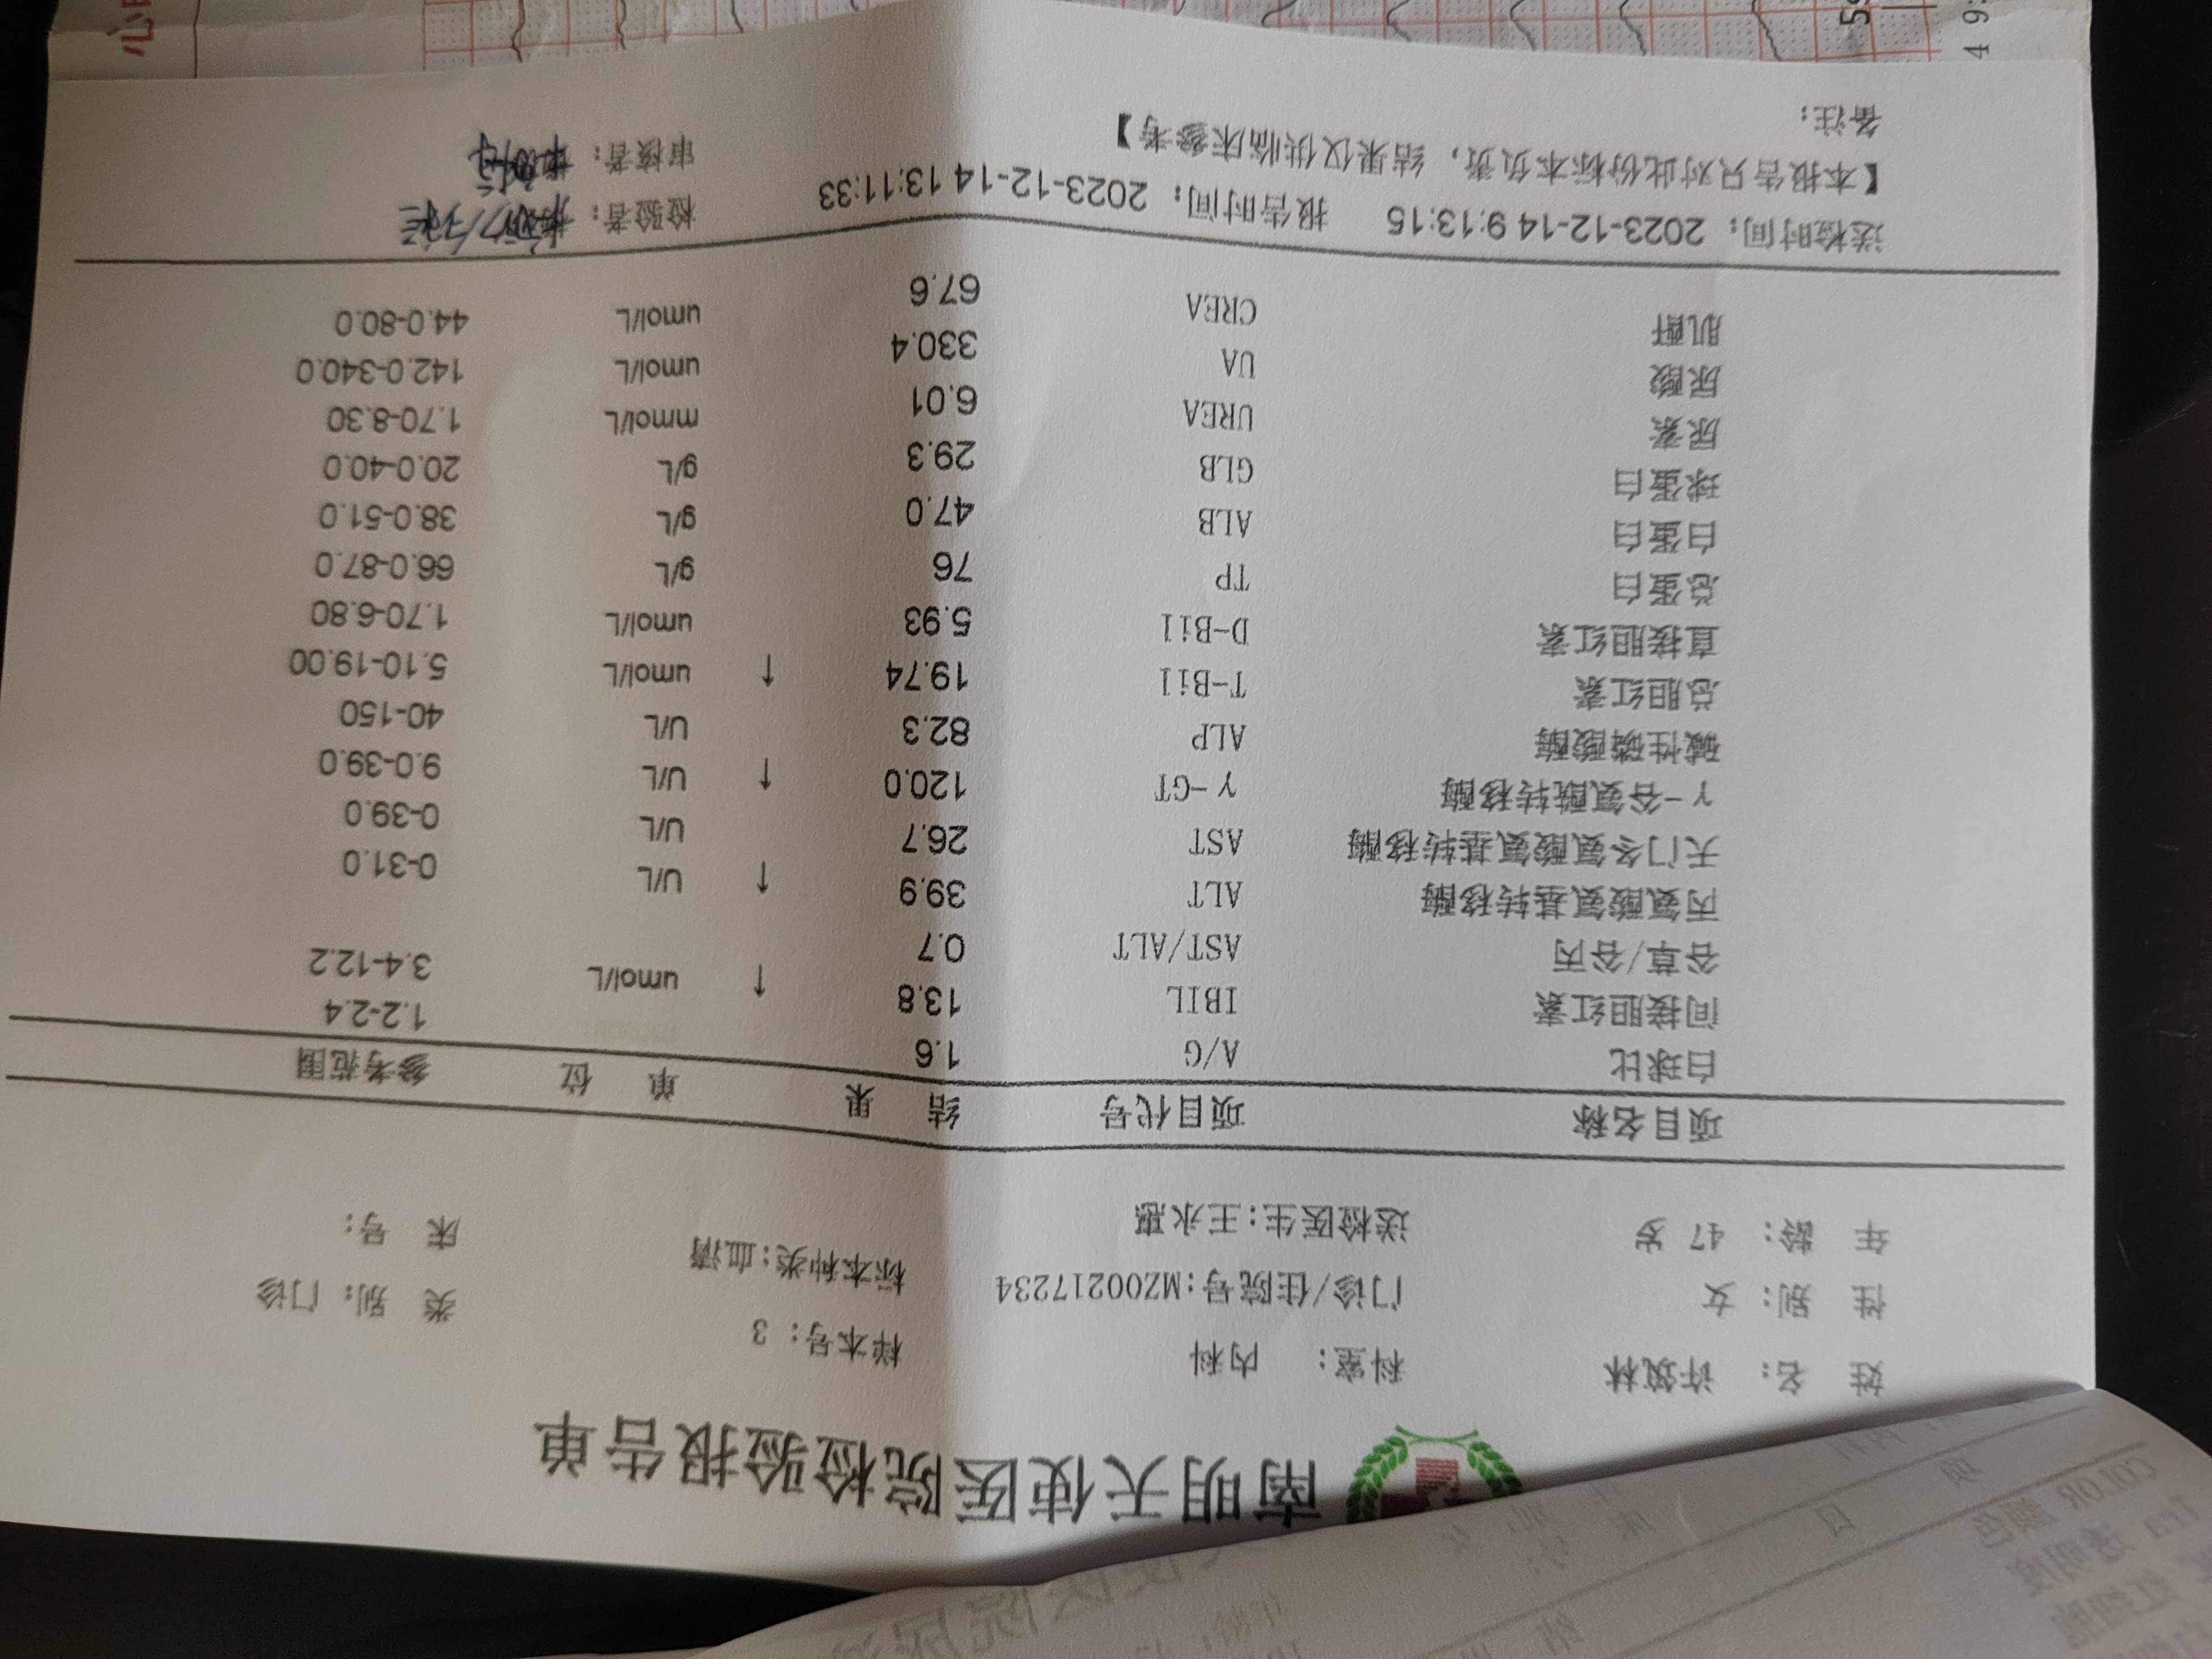 南明天使医院检验报告单
姓 名： 许筑林 科室： 内科 样本号：3 类 别：门诊
性 别：女 门诊/住院号：MZ00217234 标本种类：血清 床 号：
年 龄：47 岁 送检医生：王永惠
项目名称 项目代号 结 果 单 位 参考范围
白球比 A/G 1.6 1.2-2.4
间接胆红素 IBIL 13.8 ↑ umol/L 3.4-12.2
谷草/谷丙 AST/ALT 0.7
丙氨酸氨基转移酶 ALT 39.9 ↑ U/L 0-31.0
天门冬氨酸氨基转移酶 AST 26.7 U/L 0-39.0
γ-谷氨酰转移酶 γ-GT 120.0 ↑ U/L 9.0-39.0
碱性磷酸酶 ALP 82.3 U/L 40-150
总胆红素 T-Bil 19.74 ↑ umol/L 5.10-19.00
直接胆红素 D-Bil 5.93 umol/L 1.70-6.80
总蛋白 TP 76 g/L 66.0-87.0
白蛋白 ALB 47.0 g/L 38.0-51.0
球蛋白 GLB 29.3 g/L 20.0-40.0
尿素 UREA 6.01 mmol/L 1.70-8.30
尿酸 UA 330.4 umol/L 142.0-340.0
肌酐 CREA 67.6 umol/L 44.0-80.0
送检时间：2023-12-14 9:13:15 报告时间：2023-12-14 13:11:33 检验者：
【本报告只对此份标本负责，结果仅供临床参考】 审核者：
备注：
COLOR 颜色
透明度
红细胞
项 目